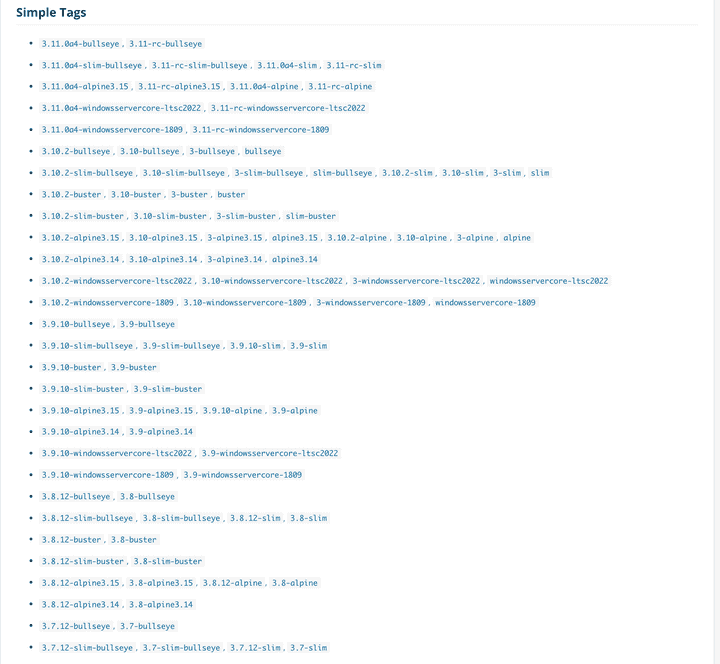 Simple Tags
3.11.0a4-bullseye , 3.11-rc-bullseye
3.11.0a4-slim-bullseye , 3.11-rc-slim-bullseye , 3.11.0a4-slim , 3.11-rc-slim
3.11.0a4-alpine3.15 , 3.11-rc-alpine3.15 , 3.11.0a4-alpine , 3.11-rc-alpine
3.11.0a4-windowsservercore-ltsc2022 , 3.11-rc-windowsservercore-ltsc2022
3.11.0a4-windowsservercore-1809 , 3.11-rc-windowsservercore-1809
3.10.2-bullseye , 3.10-bullseye , 3-bullseye , bullseye
3.10.2-slim-bullseye , 3.10-slim-bullseye , 3-slim-bullseye , slim-bullseye , 3.10.2-slim , 3.10-slim , 3-slim , slim
3.10.2-buster , 3.10-buster , 3-buster , buster
3.10.2-slim-buster , 3.10-slim-buster , 3-slim-buster , slim-buster
3.10.2-alpine3.15 , 3.10-alpine3.15 , 3-alpine3.15 , alpine3.15 , 3.10.2-alpine , 3.10-alpine , 3-alpine , alpine
3.10.2-alpine3.14 , 3.10-alpine3.14 , 3-alpine3.14 , alpine3.14
3.10.2-windowsservercore-ltsc2022 , 3.10-windowsservercore-ltsc2022 , 3-windowsservercore-ltsc2022 , windowsservercore-ltsc2022
3.10.2-windowsservercore-1809 , 3.10-windowsservercore-1809 , 3-windowsservercore-1809 , windowsservercore-1809
3.9.10-bullseye , 3.9-bullseye
3.9.10-slim-bullseye , 3.9-slim-bullseye , 3.9.10-slim , 3.9-slim
3.9.10-buster , 3.9-buster
3.9.10-slim-buster , 3.9-slim-buster
3.9.10-alpine3.15 , 3.9-alpine3.15 , 3.9.10-alpine , 3.9-alpine
3.9.10-alpine3.14 , 3.9-alpine3.14
3.9.10-windowsservercore-ltsc2022 , 3.9-windowsservercore-ltsc2022
3.9.10-windowsservercore-1809 , 3.9-windowsservercore-1809
3.8.12-bullseye , 3.8-bullseye
3.8.12-slim-bullseye , 3.8-slim-bullseye , 3.8.12-slim , 3.8-slim
3.8.12-buster , 3.8-buster
3.8.12-slim-buster , 3.8-slim-buster
3.8.12-alpine3.15 , 3.8-alpine3.15 , 3.8.12-alpine , 3.8-alpine
3.8.12-alpine3.14 , 3.8-alpine3.14
3.7.12-bullseye , 3.7-bullseye
3.7.12-slim-bullseye , 3.7-slim-bullseye , 3.7.12-slim , 3.7-slim